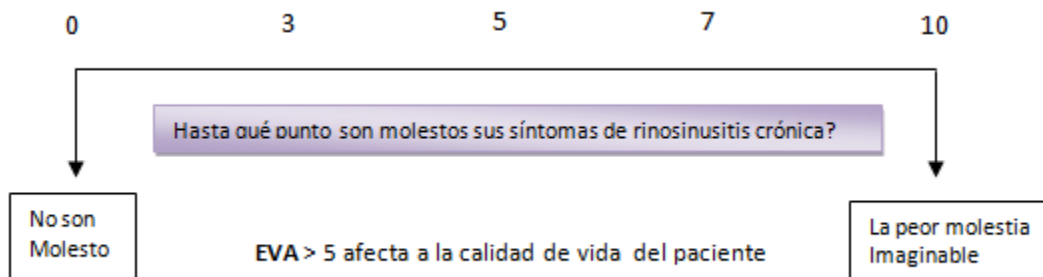 0 3 5 7 10
Hasta qué punto son molestos sus síntomas de rinosinusitis crónica?
No son
Molesto
EVA > 5 afecta a la calidad de vida del paciente
La peor molestia
Imaginable